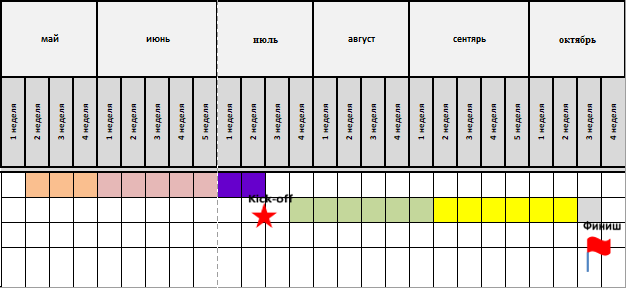 май июнь июль август сентярь октябрь
1 неделя 2 неделя 3 неделя 4 неделя 1 неделя 2 неделя 3 неделя 4 неделя 5 неделя 1 неделя 2 неделя 3 неделя 4 неделя 1 неделя 2 неделя 3 неделя 4 неделя 1 неделя 2 неделя 3 неделя 4 неделя 5 неделя 1 неделя 2 неделя 3 неделя 4 неделя
Kick-off
Финиш